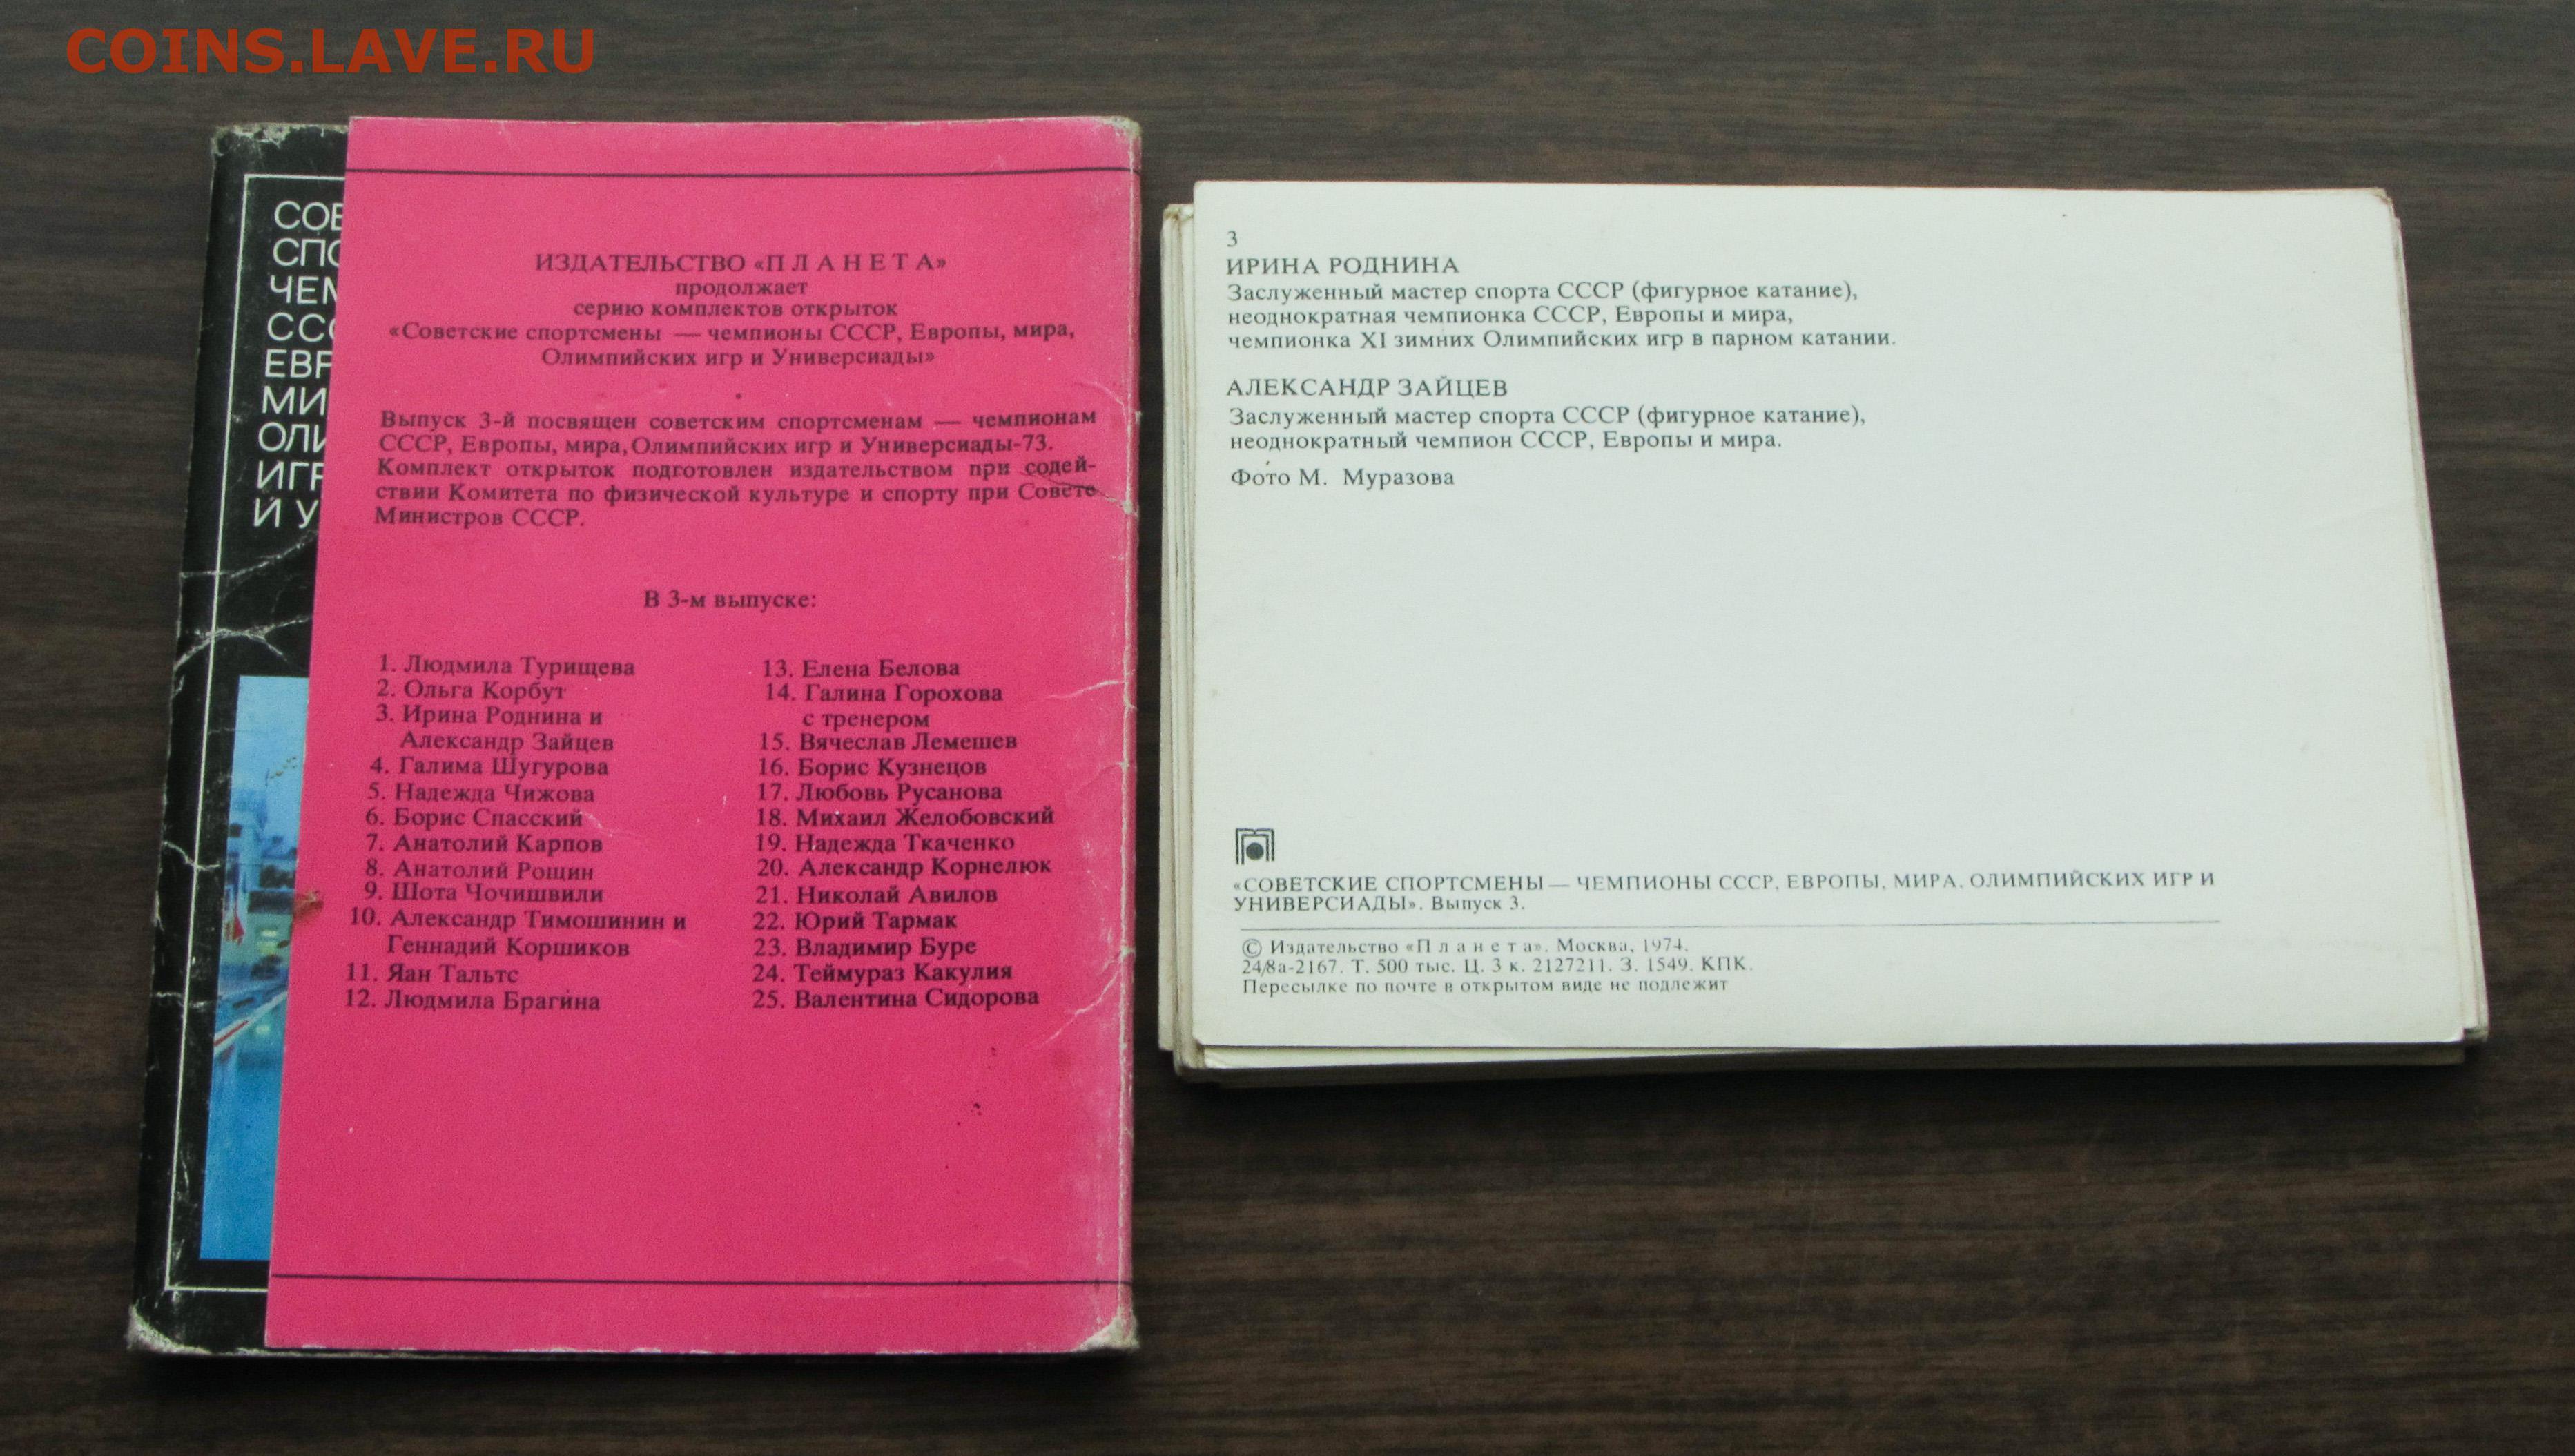 COINS.LAVE.RU
ИЗДАТЕЛЬСТВО «ПЛАНЕТА»
продолжает
серию комплектов открыток
«Советские спортсмены — чемпионы СССР, Европы, мира,
Олимпийских игр и Универсиады»
Выпуск 3-й посвящен советским спортсменам — чемпионам
СССР, Европы, мира, Олимпийских игр и Универсиады-73.
Комплект открыток подготовлен издательством при содей-
ствии Комитета по физической культуре и спорту при Совете
Министров СССР.
В 3-м выпуске:
1. Людмила Турищева
2. Ольга Корбут
3. Ирина Роднина и
Александр Зайцев
4. Галима Шугурова
5. Надежда Чижова
6. Борис Спасский
7. Анатолий Карпов
8. Анатолий Рощин
9. Шота Чочишвили
10. Александр Тимошинин и
Геннадий Коршиков
11. Яан Тальтс
12. Людмила Брагина
13. Елена Белова
14. Галина Горохова
с тренером
15. Вячеслав Лемешев
16. Борис Кузнецов
17. Любовь Русанова
18. Михаил Желобовский
19. Надежда Ткаченко
20. Александр Корнелюк
21. Николай Авилов
22. Юрий Тармак
23. Владимир Буре
24. Теймураз Какулия
25. Валентина Сидорова
СОВ
СПО
ЧЕМ
ССС
ЕВР
МИ
ОЛИ
ИГР
И У
3
ИРИНА РОДНИНА
Заслуженный мастер спорта СССР (фигурное катание),
неоднократная чемпионка СССР, Европы и мира,
чемпионка XI зимних Олимпийских игр в парном катании.
АЛЕКСАНДР ЗАЙЦЕВ
Заслуженный мастер спорта СССР (фигурное катание),
неоднократный чемпион СССР, Европы и мира.
Фото М. Муразова
«СОВЕТСКИЕ СПОРТСМЕНЫ — ЧЕМПИОНЫ СССР, ЕВРОПЫ, МИРА, ОЛИМПИЙСКИХ ИГР И
УНИВЕРСИАДЫ». Выпуск 3.
© Издательство «Планета». Москва, 1974.
24/8а-2167. Т. 500 тыс. Ц. 3 к. 2127211. З. 1549. КПК.
Пересылке по почте в открытом виде не подлежит